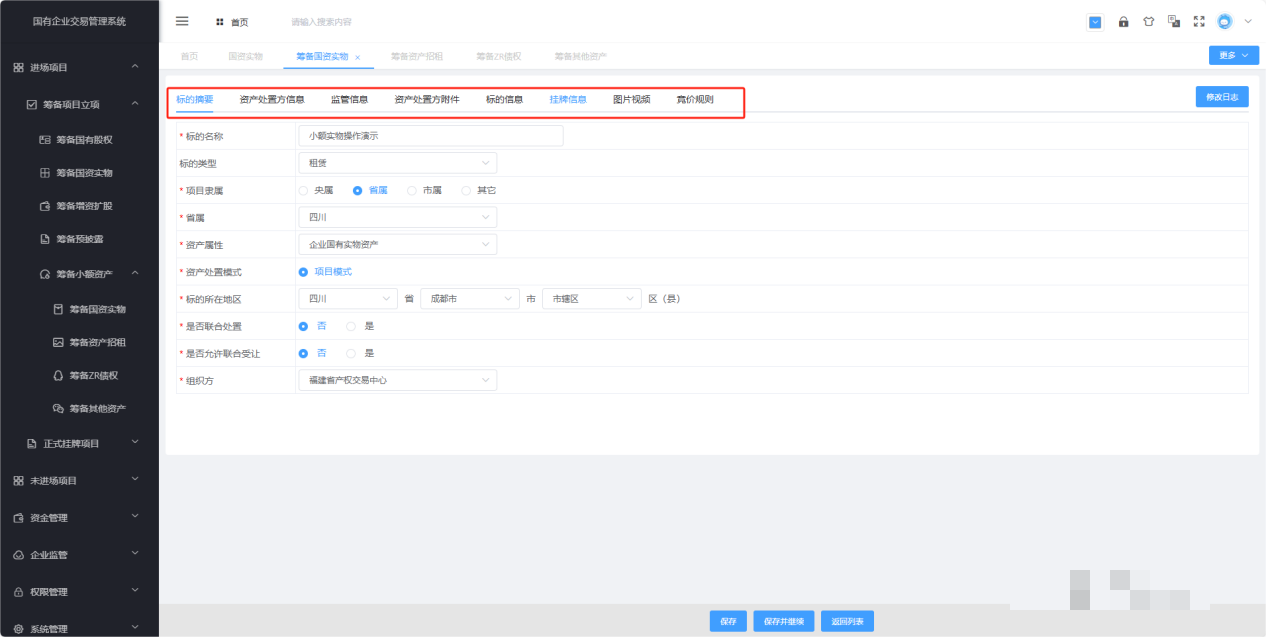 国有企业交易管理系统
首页
请输入搜索内容
首页
国资实物
筹备国资实物 ×
筹备资产招租
筹备ZR债权
筹备其他资产
更多
进场项目
筹备项目立项
筹备国有股权
筹备国资实物
筹备增资扩股
筹备预披露
筹备小额资产
筹备国资实物
筹备资产招租
筹备ZR债权
筹备其他资产
正式挂牌项目
未进场项目
资金管理
企业监管
权限管理
系统管理
标的摘要 资产处置方信息 监管信息 资产处置方附件 标的信息 挂牌信息 图片视频 竞价规则
修改日志
* 标的名称 小额实物操作演示
标的类型 租赁
* 项目隶属 央属 省属 市属 其它
* 省属 四川
* 资产属性 企业国有实物资产
* 资产处置模式 项目模式
* 标的所在地区 四川 省 成都市 市 市辖区 区（县）
* 是否联合处置 否 是
* 是否允许联合受让 否 是
* 组织方 福建省产权交易中心
保存 保存并继续 返回列表